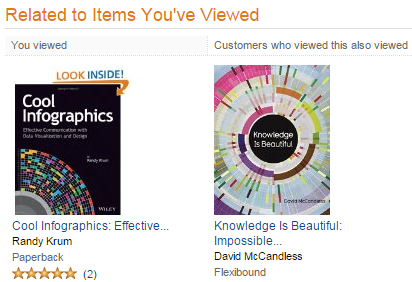 Related to Items You've Viewed
You viewed
Customers who viewed this also viewed
LOOK INSIDE!
Cool
Infographics
Effective Communication with
Data Visualization and Design
Randy Krum
WILEY
Cool Infographics: Effective...
Randy Krum
Paperback
(2)
Knowledge
Is Beautiful
David McCandless
Knowledge Is Beautiful:
Impossible...
David McCandless
Flexibound